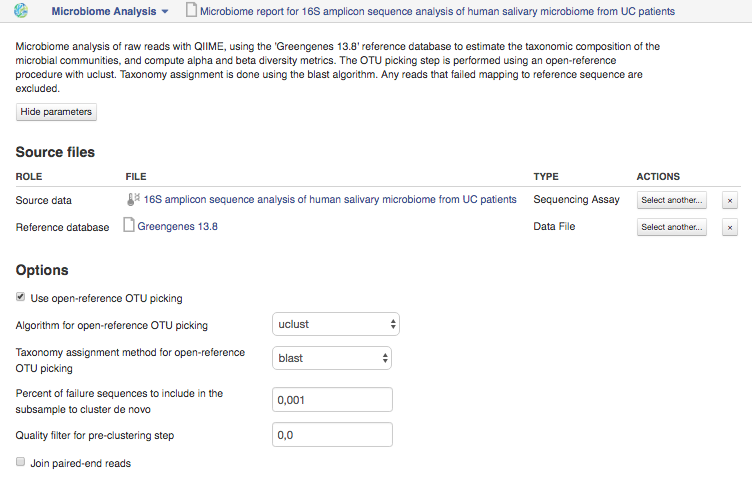 Microbiome Analysis Microbiome report for 16S amplicon sequence analysis of human salivary microbiome from UC patients
Microbiome analysis of raw reads with QIIME, using the 'Greengenes 13.8' reference database to estimate the taxonomic composition of the
microbial communities, and compute alpha and beta diversity metrics. The OTU picking step is performed using an open-reference
procedure with uclust. Taxonomy assignment is done using the blast algorithm. Any reads that failed mapping to reference sequence are
excluded.
Hide parameters
Source files
ROLE FILE TYPE ACTIONS
Source data 16S amplicon sequence analysis of human salivary microbiome from UC patients Sequencing Assay Select another... ×
Reference database Greengenes 13.8 Data File Select another... ×
Options
Use open-reference OTU picking
Algorithm for open-reference OTU picking uclust
Taxonomy assignment method for open-reference
OTU picking
blast
Percent of failure sequences to include in the
subsample to cluster de novo
0,001
Quality filter for pre-clustering step 0,0
Join paired-end reads